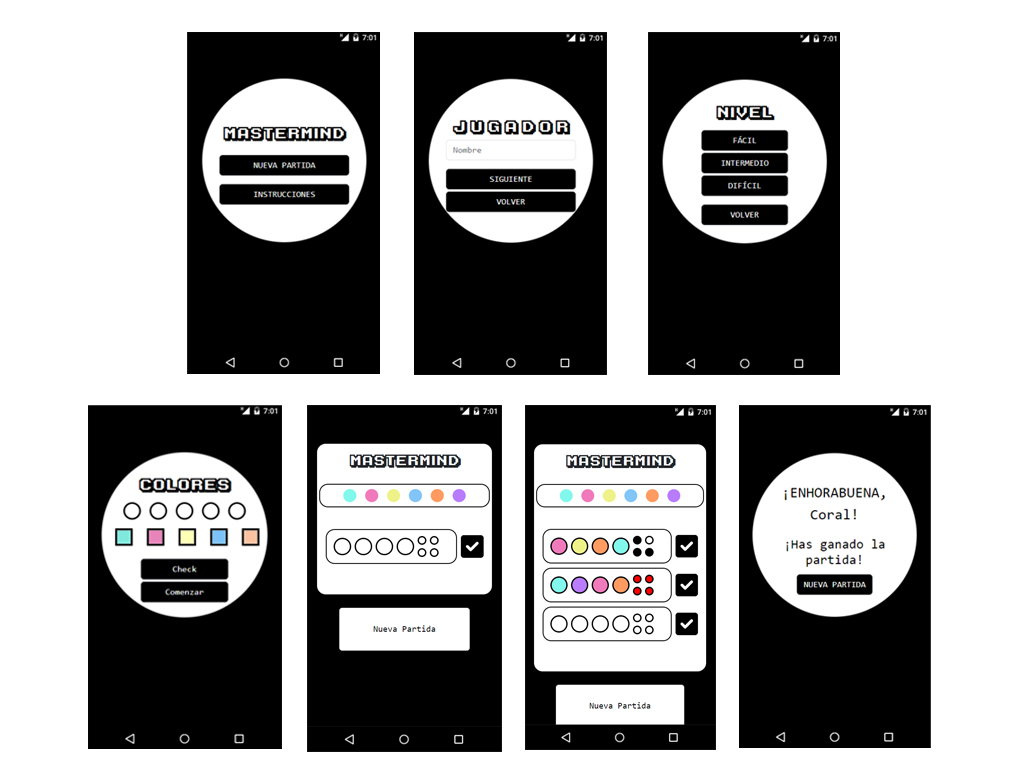 7:01
MASTERMIND
NUEVA PARTIDA
INSTRUCCIONES
7:01
JUGADOR
Nombre
SIGUIENTE
VOLVER
7:01
NIVEL
FÁCIL
INTERMEDIO
DIFÍCIL
VOLVER
7:01
COLORES
Check
Comenzar
7:01
MASTERMIND
Nueva Partida
7:01
MASTERMIND
Nueva Partida
7:01
¡ENHORABUENA,
Coral!
¡Has ganado la
partida!
NUEVA PARTIDA